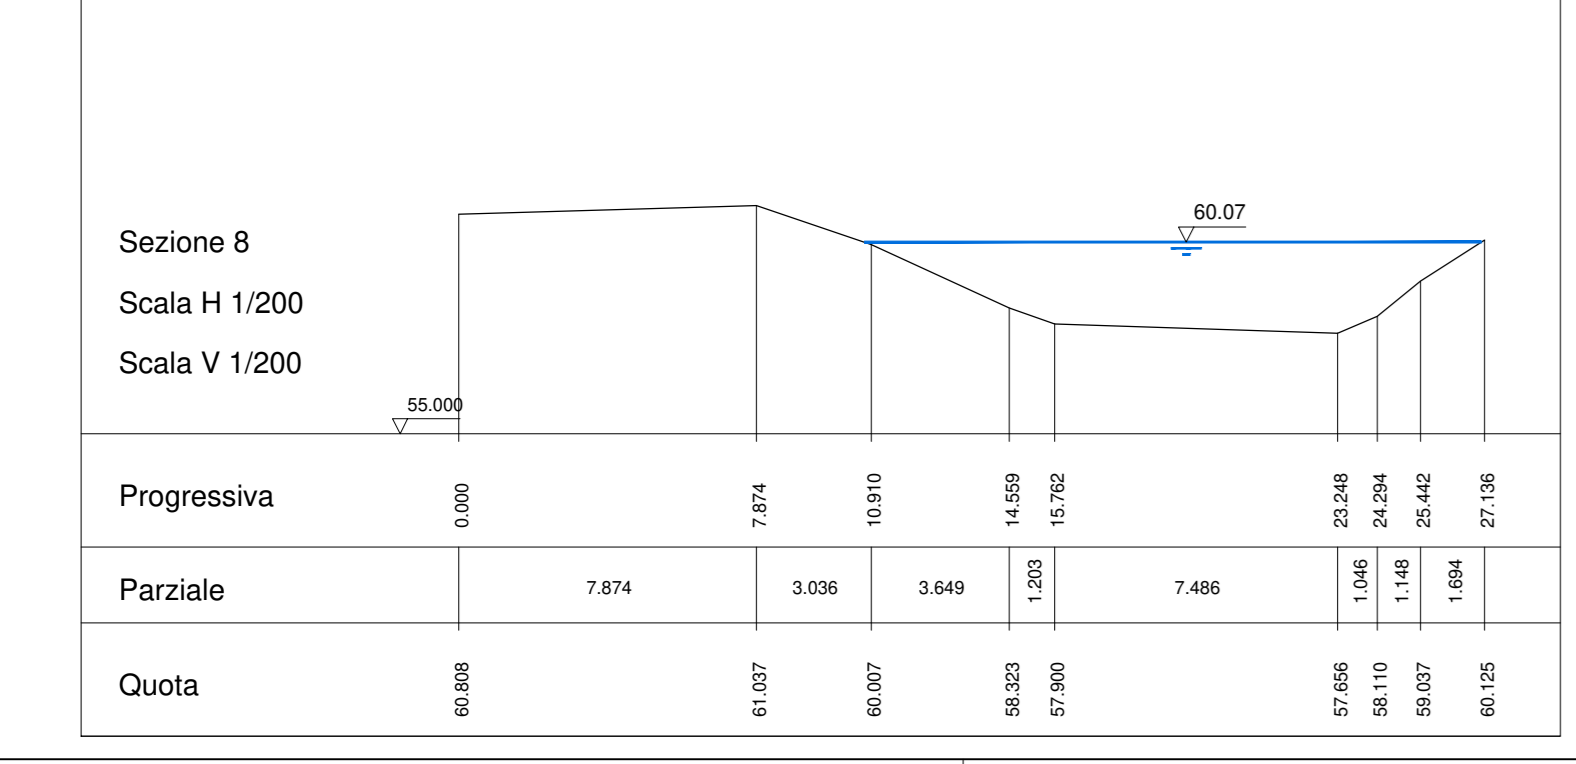 60.07
Sezione 8
Scala H 1/200
Scala V 1/200
55.000
Progressiva 0.000 7.874 10.910 14.559 15.762 23.248 24.294 25.442 27.136
Parziale 7.874 3.036 3.649 1.203 7.486 1.046 1.148 1.694
Quota 60.808 61.037 60.007 58.323 57.900 57.656 58.110 59.037 60.125